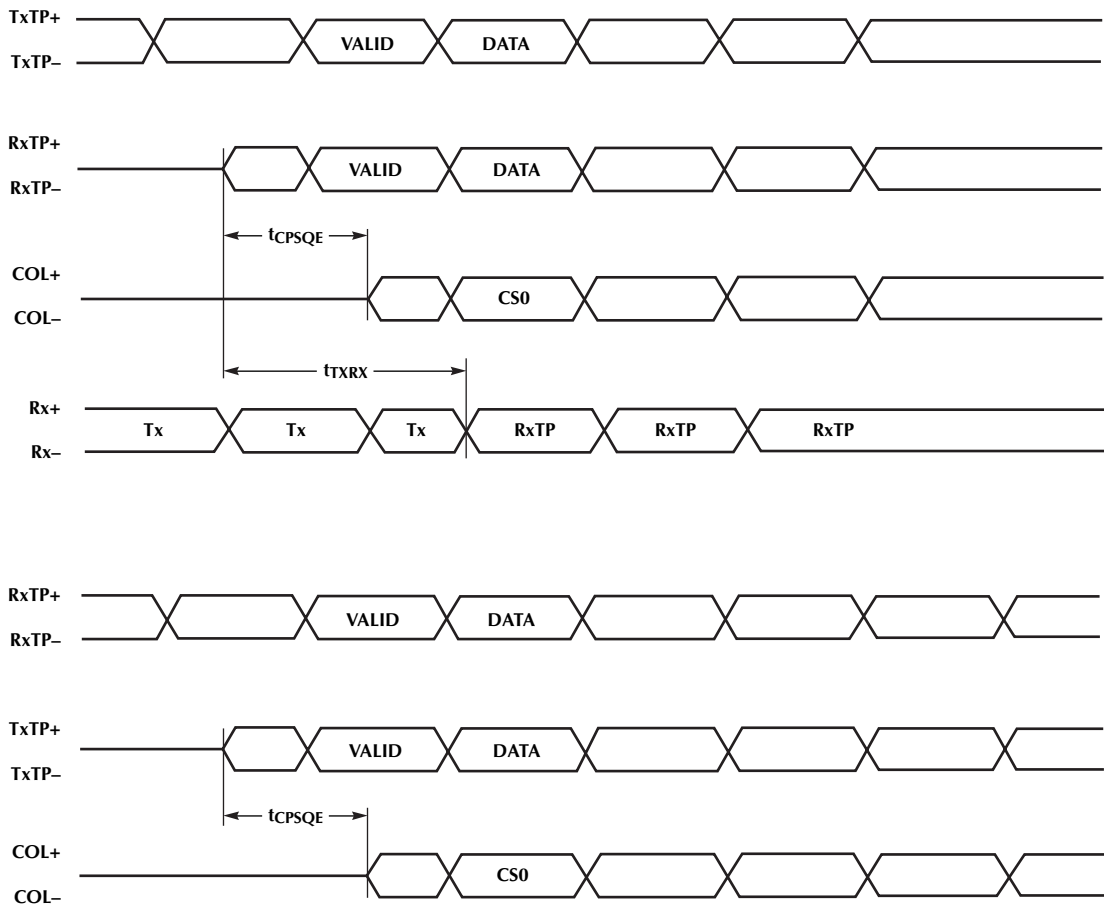 TxTP+
VALID DATA
TxTP–
RxTP+
VALID DATA
RxTP–
tCPSQE
COL+
CS0
COL–
tTXRX
Rx+
Tx Tx Tx RxTP RxTP RxTP
Rx–
RxTP+
VALID DATA
RxTP–
TxTP+
VALID DATA
TxTP–
tCPSQE
COL+
CS0
COL–